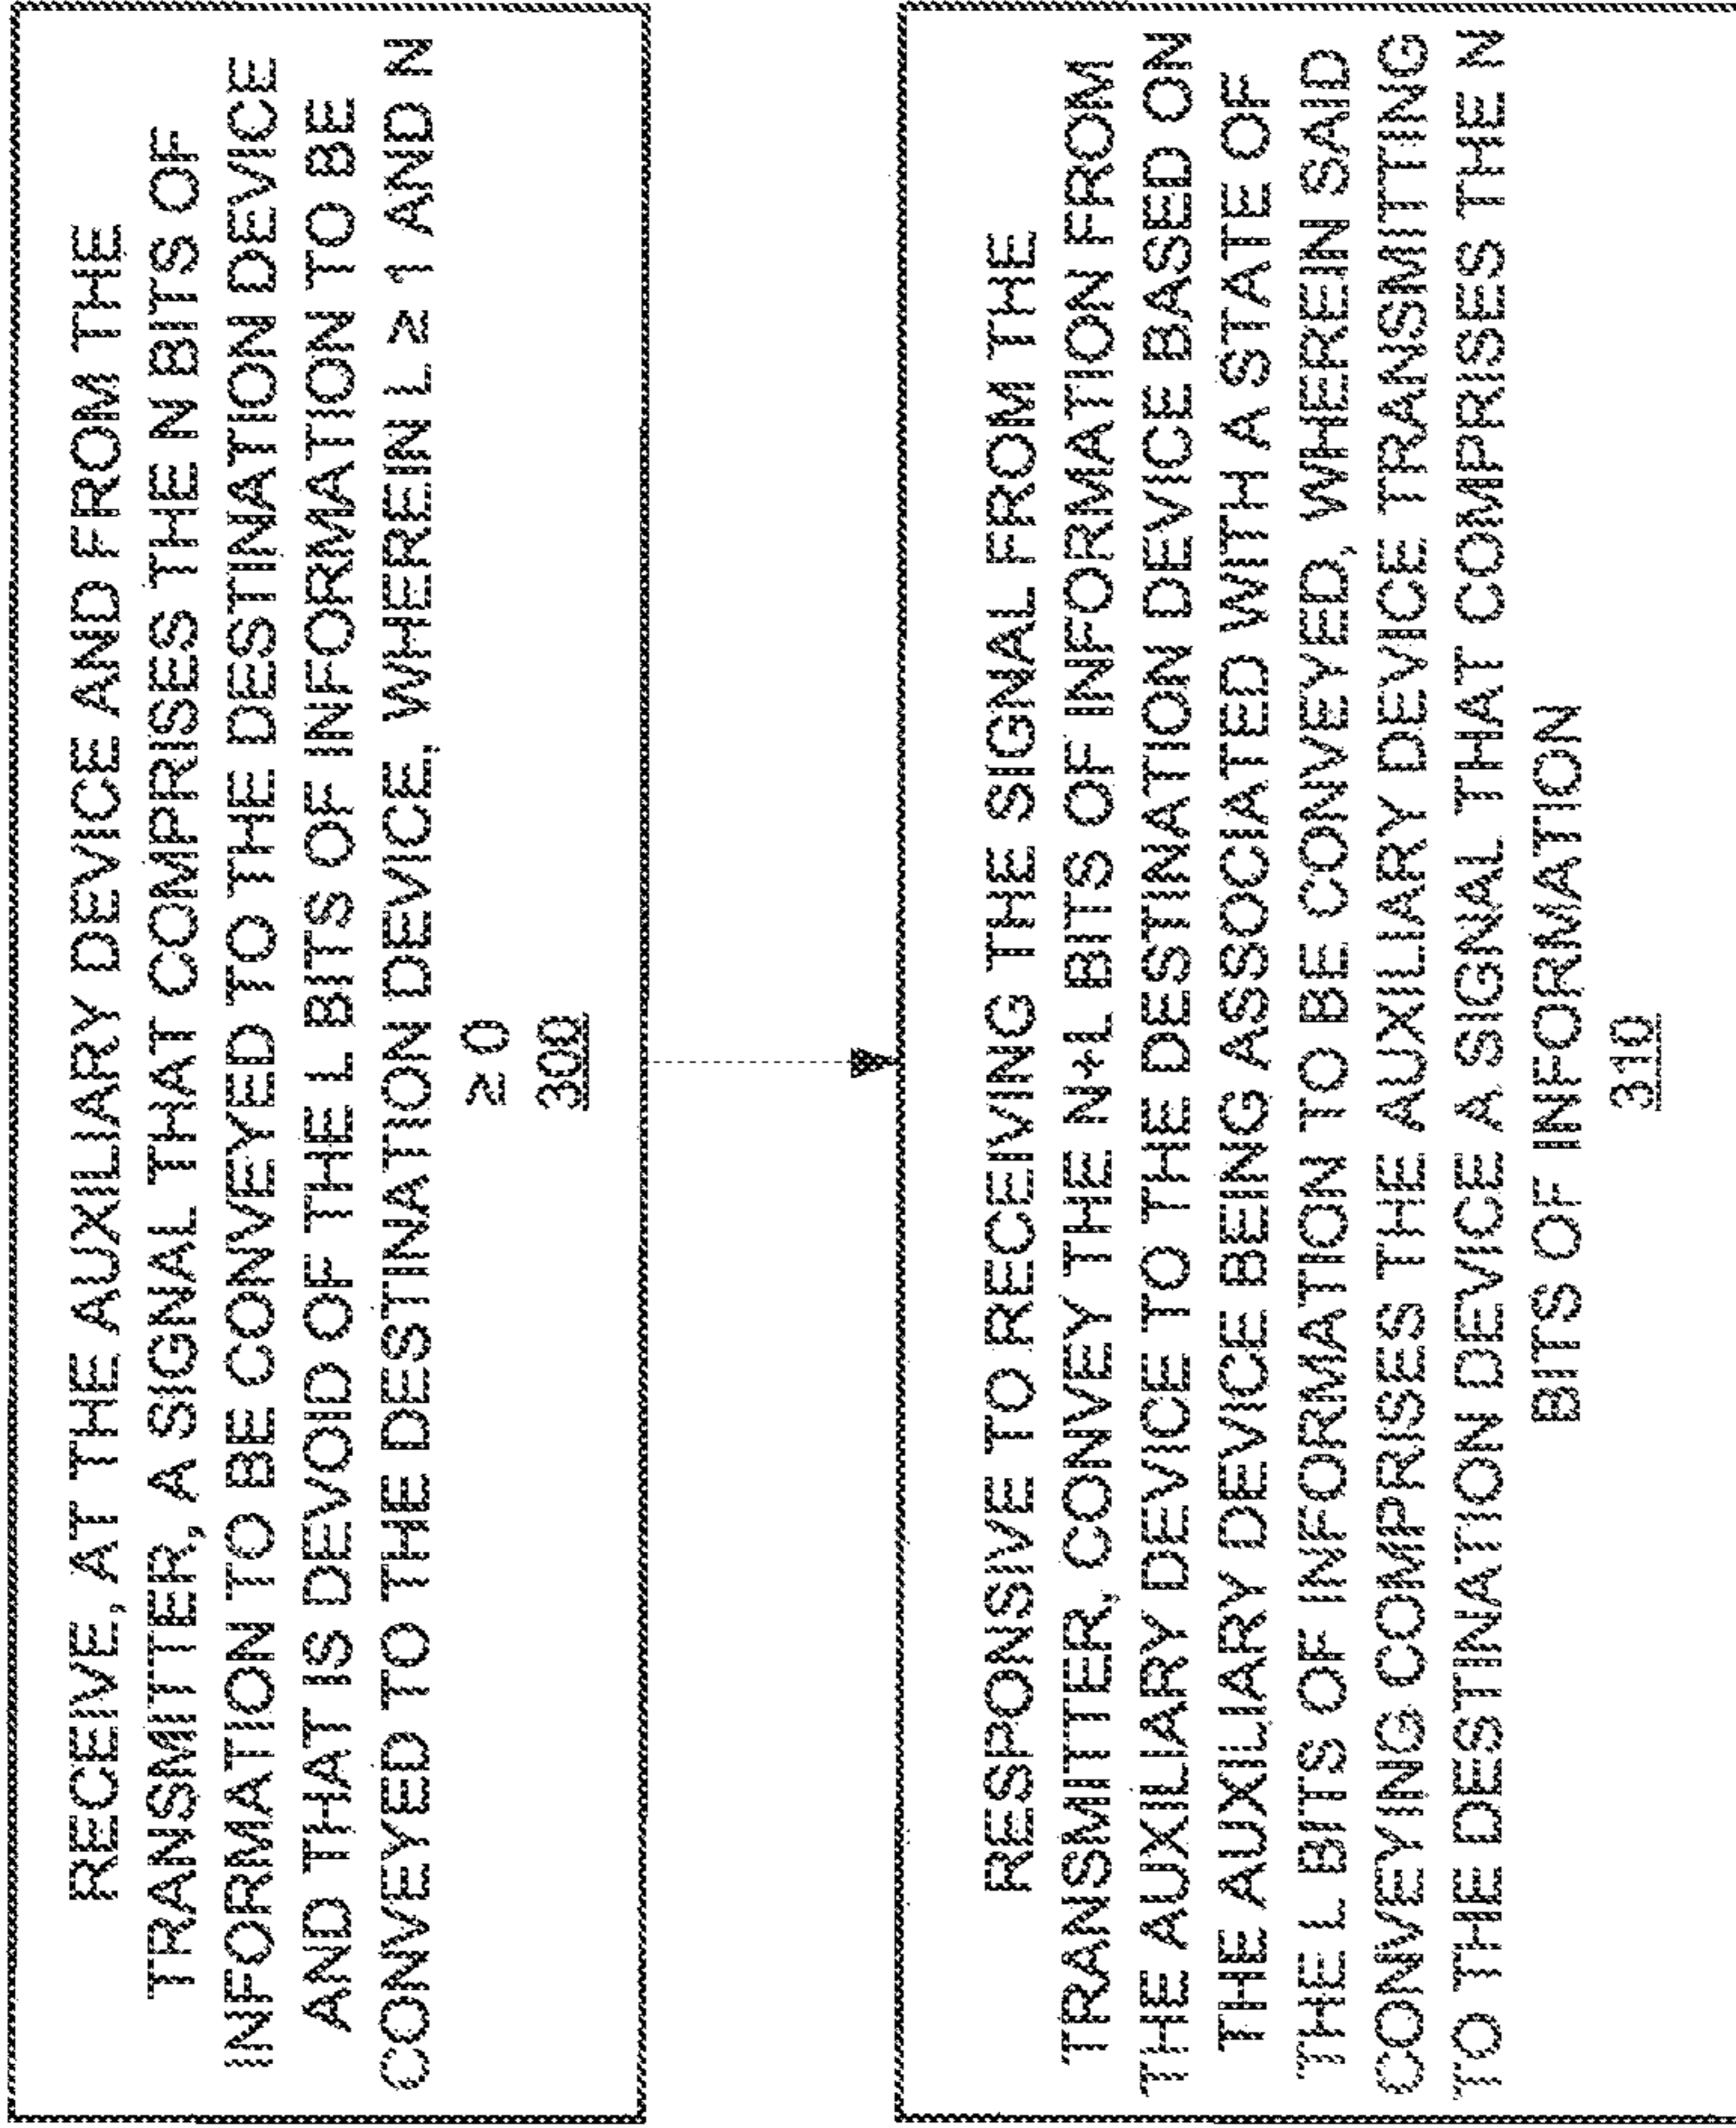 RECEIVE, AT THE AUXILIARY DEVICE AND FROM THE
TRANSMITTER, A SIGNAL THAT COMPRISES THE N BITS OF
INFORMATION TO BE CONVEYED TO THE DESTINATION DEVICE
AND THAT IS DEVOID OF THE L BITS OF INFORMATION TO BE
CONVEYED TO THE DESTINATION DEVICE, WHEREIN L ≥ 1 AND N
≥ 0
300
RESPONSIVE TO RECEIVING THE SIGNAL FROM THE
TRANSMITTER, CONVEY THE N+L BITS OF INFORMATION FROM
THE AUXILIARY DEVICE TO THE DESTINATION DEVICE BASED ON
THE AUXILIARY DEVICE BEING ASSOCIATED WITH A STATE OF
THE L BITS OF INFORMATION TO BE CONVEYED, WHEREIN SAID
CONVEYING COMPRISES THE AUXILIARY DEVICE TRANSMITTING
TO THE DESTINATION DEVICE A SIGNAL THAT COMPRISES THE N
BITS OF INFORMATION
310